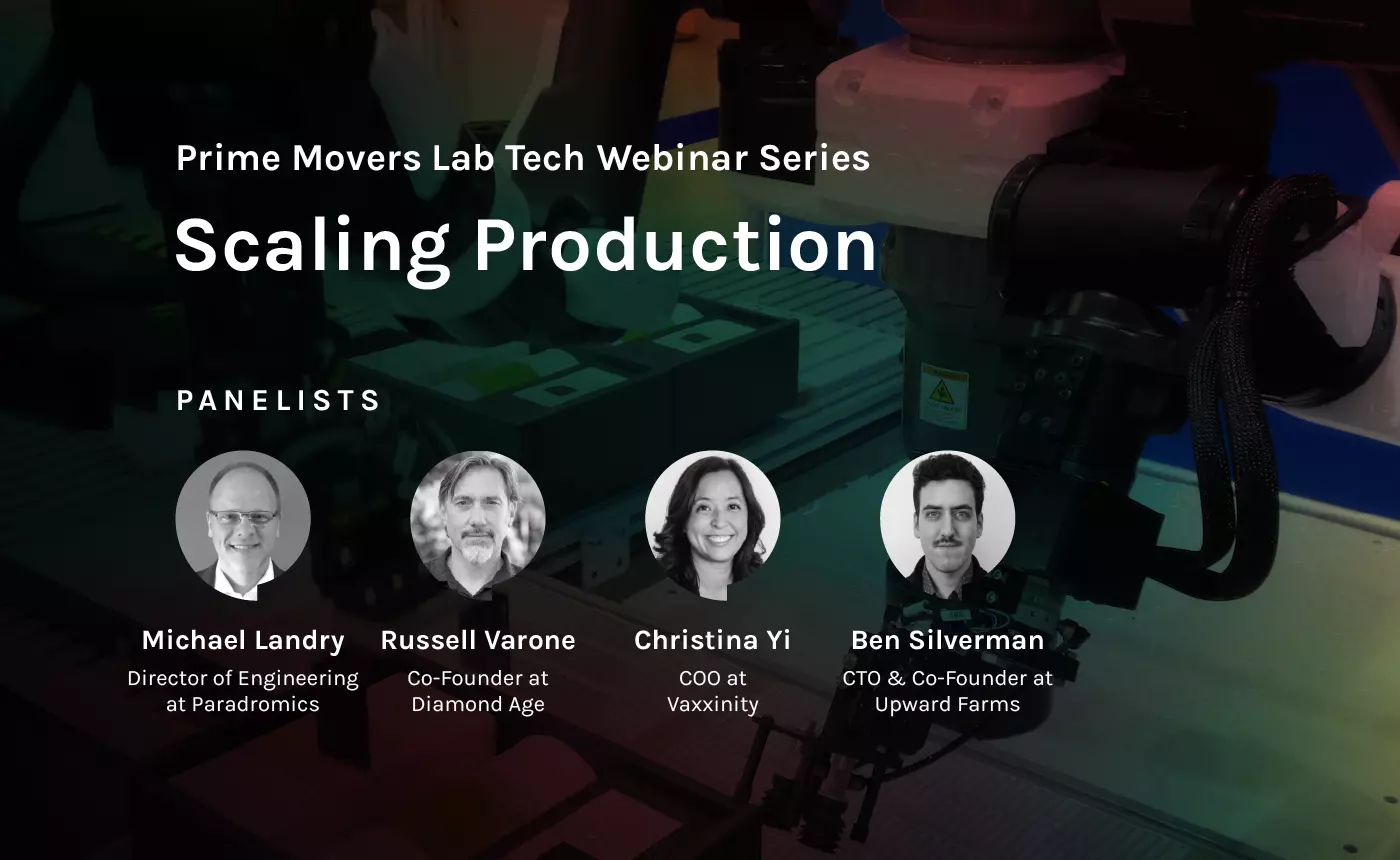 Prime Movers Lab Tech Webinar Series
Scaling Production
PANELISTS
Michael Landry
Director of Engineering
at Paradromics
Russell Varone
Co-Founder at
Diamond Age
Christina Yi
COO at
Vaxxinity
Ben Silverman
CTO & Co-Founder at
Upward Farms